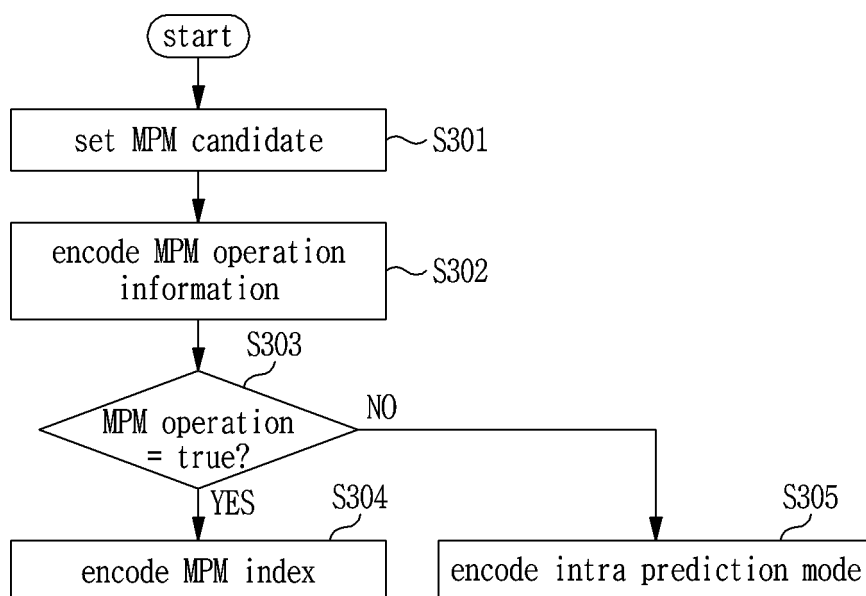 start
set MPM candidate
S301
encode MPM operation
information
S302
S303
MPM operation
= true?
NO
YES
S304
encode MPM index
S305
encode intra prediction mode